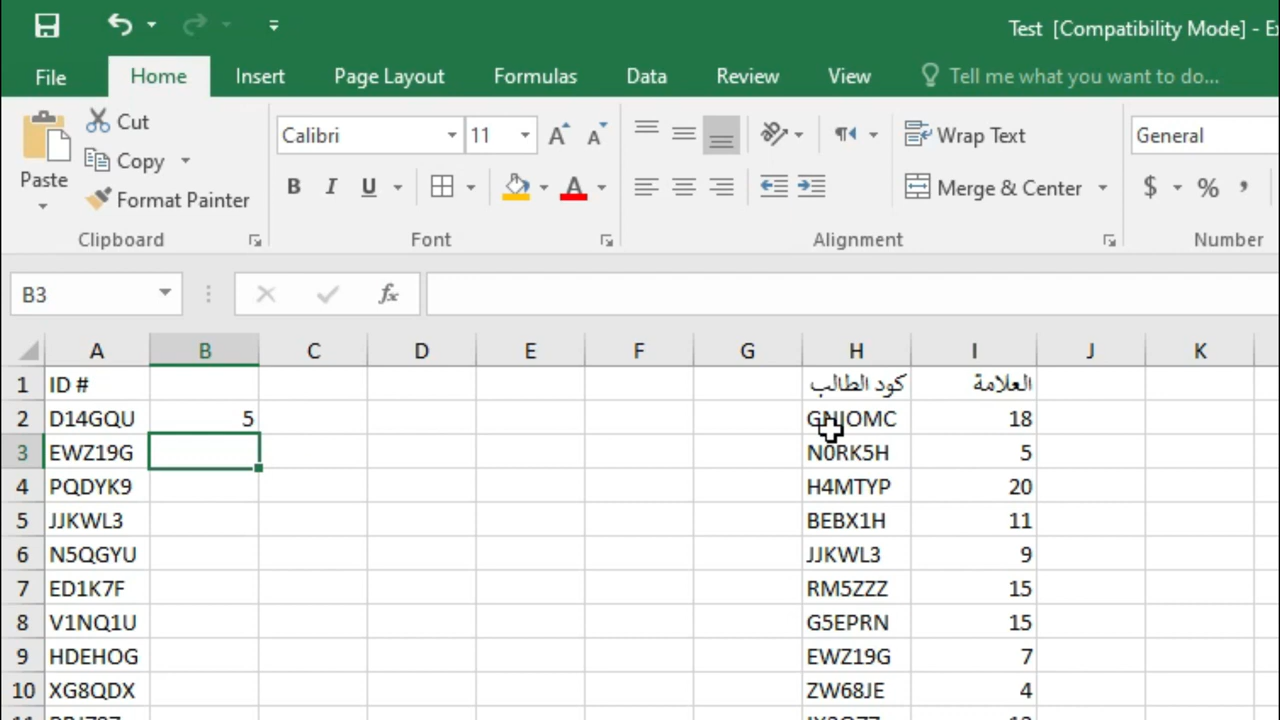 Test [Compatibility Mode] -
File Home Insert Page Layout Formulas Data Review View Tell me what you want to do...
Cut
Copy
Paste
Format Painter
Clipboard
Calibri 11 A A
B I U A
Font
Wrap Text
Merge & Center
Alignment
General
$ % ,
Number
B3 fx
A B C D E F G H I J K
1 ID # كود الطالب العلامة
2 D14GQU 5 18
3 EWZ19G N0RK5H 5
4 PQDYK9 H4MTYP 20
5 JJKWL3 BEBX1H 11
6 N5QGYU JJKWL3 9
7 ED1K7F RM5ZZZ 15
8 V1NQ1U G5EPRN 15
9 HDEHOG EWZ19G 7
10 XG8QDX ZW68JE 4